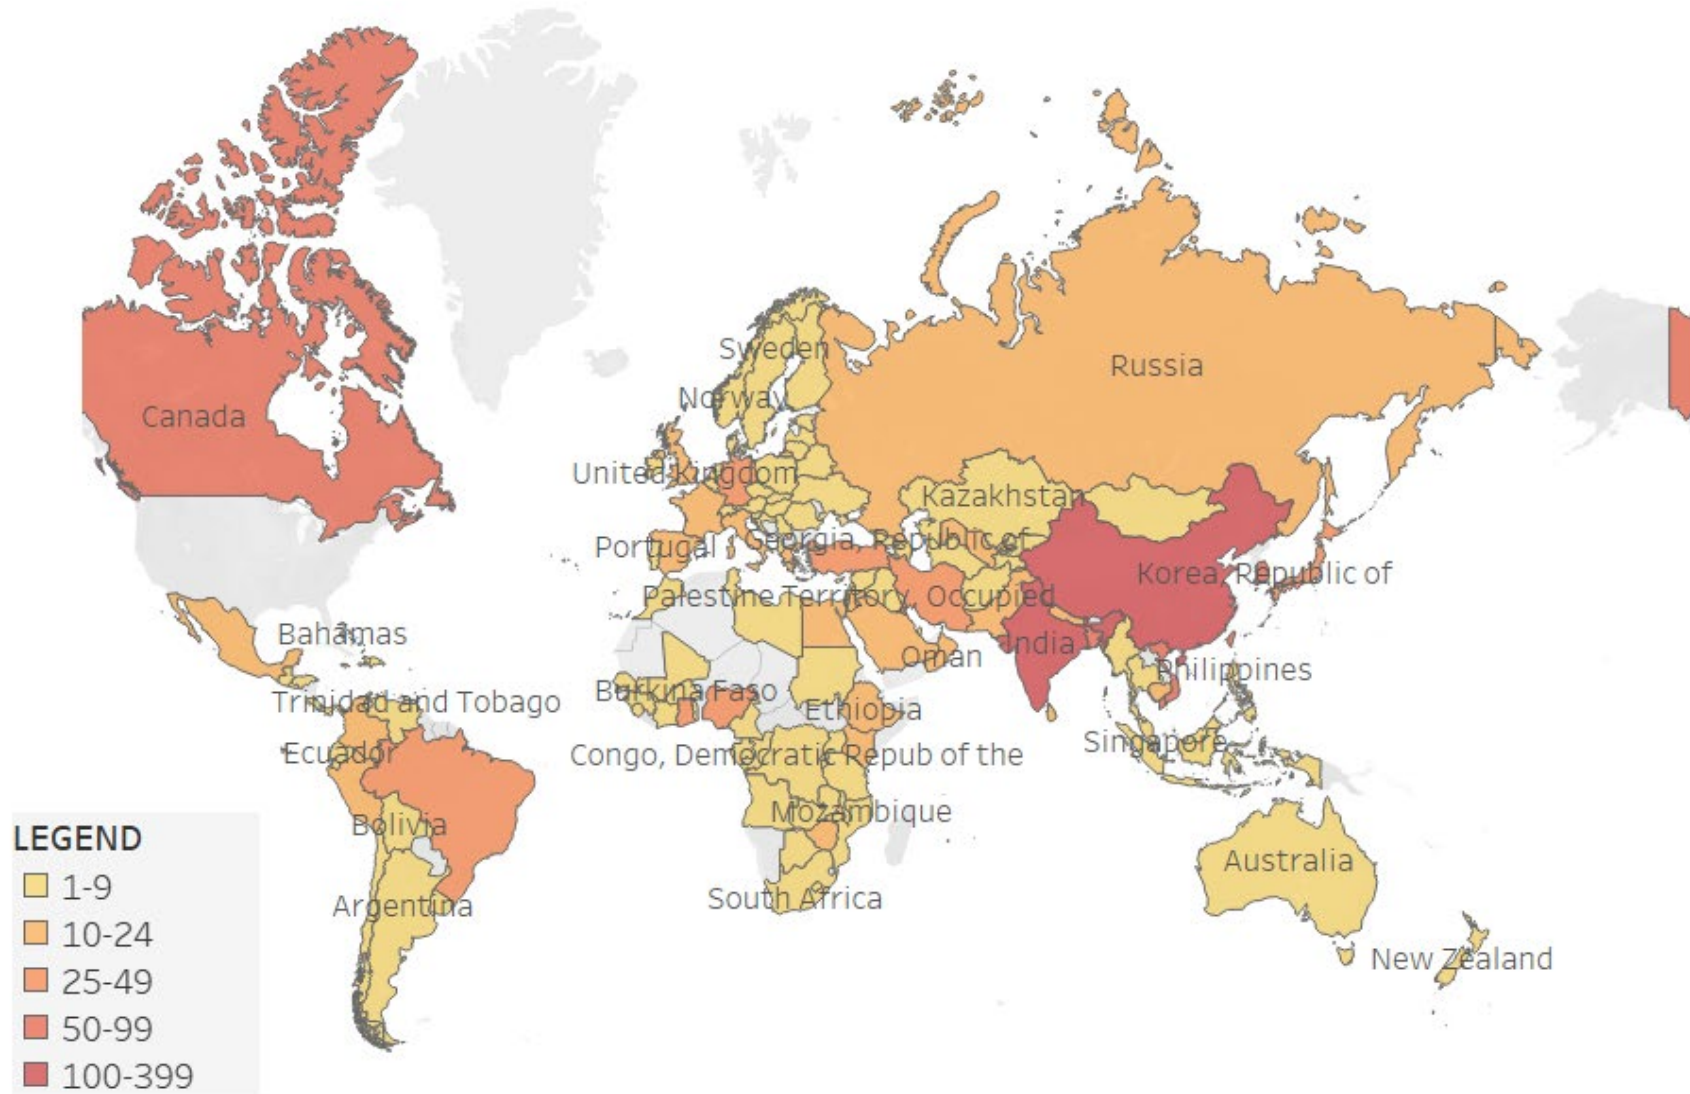 Sweden
Russia
Norway
Canada
United Kingdom
Kazakhstan
Portugal
Georgia, Republic of
Korea, Republic of
Palestine Territory, Occupied
Bahamas
India
Oman
Philippines
Burkina Faso
Trinidad and Tobago
Ethiopia
Singapore
Ecuador
Congo, Democratic Repub of the
Mozambique
Bolivia
Australia
South Africa
Argentina
New Zealand
LEGEND
1-9
10-24
25-49
50-99
100-399